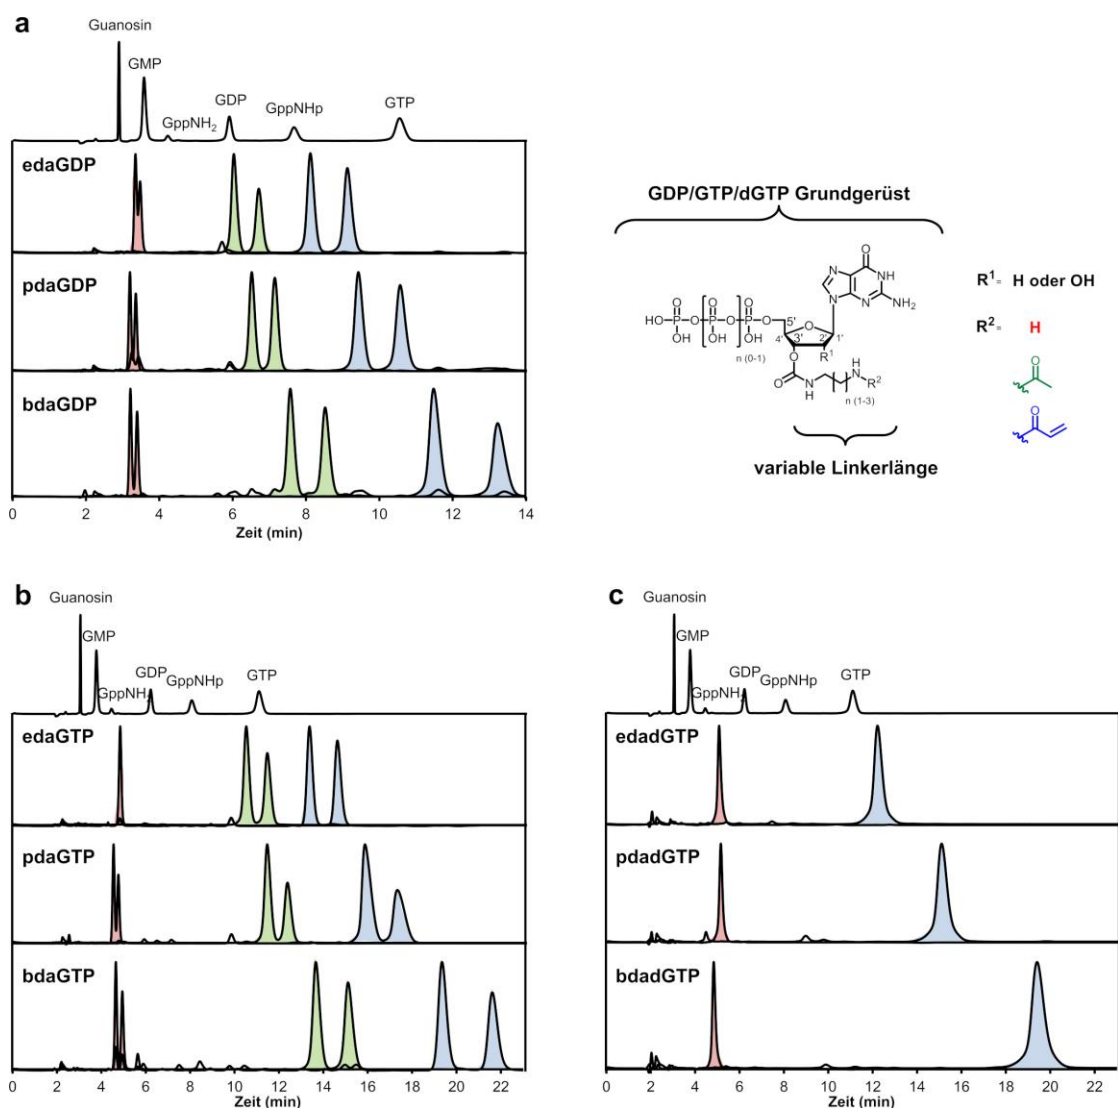 a
Guanosin
GMP
GppNH2
GDP
GppNHp
GTP
edaGDP
pdaGDP
bdaGDP
0 2 4 6 8 10 12 14
Zeit (min)
GDP/GTP/dGTP Grundgerüst
O
N
NH
N
N
NH2
O O O
HO-P-O-P-O-P-O
OH OH OH
n (0-1)
5'
O
4'
3'
2'
1'
O
R1
O
N
H
H
N
R2
n (1-3)
variable Linkerlänge
R1= H oder OH
R2= H
O
O
b
Guanosin
GMP
GppNH
GDP
GppNHp
GTP
edaGTP
pdaGTP
bdaGTP
0 2 4 6 8 10 12 14 16 18 20 22
Zeit (min)
c
Guanosin
GMP
GppNH
GDP
GppNHp
GTP
edadGTP
pdadGTP
bdadGTP
0 2 4 6 8 10 12 14 16 18 20 22
Zeit (min)